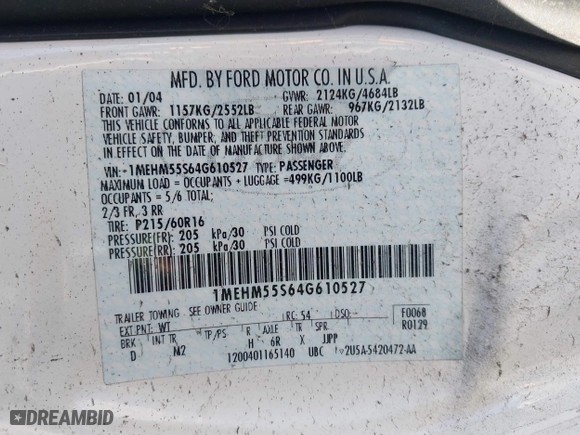 MFD. BY FORD MOTOR CO. IN U.S.A.
DATE: 01/04 GVWR: 2124KG/4684LB
FRONT GAWR: 1157KG/2552LB REAR GAWR: 967KG/2132LB
THIS VEHICLE CONFORMS TO ALL APPLICABLE FEDERAL MOTOR
VEHICLE SAFETY, BUMPER, AND THEFT PREVENTION STANDARDS
IN EFFECT ON THE DATE OF MANUFACTURE SHOWN ABOVE.
VIN: -1MEHM55S64G610527 TYPE: PASSENGER
MAXIMUM LOAD = OCCUPANTS + LUGGAGE =499KG/1100LB
OCCUPANTS = 5/6 TOTAL;
2/3 FR, 3 RR
TIRE: P215/60R16
PRESSURE(FR): 205 kPa/30 PSI COLD
PRESSURE(RR): 205 kPa/30 PSI COLD
1MEHM55S64G610527
TRAILER TOWING: SEE OWNER GUIDE
EXT PNT: WT RC: 54 DSO: F0068
BRK INT TR TP/PS R AXLE TR SPR R0129
D M2 H 6R X JJPP
1200401165140 UBC 2U5A-5420472-AA
DREAMBID